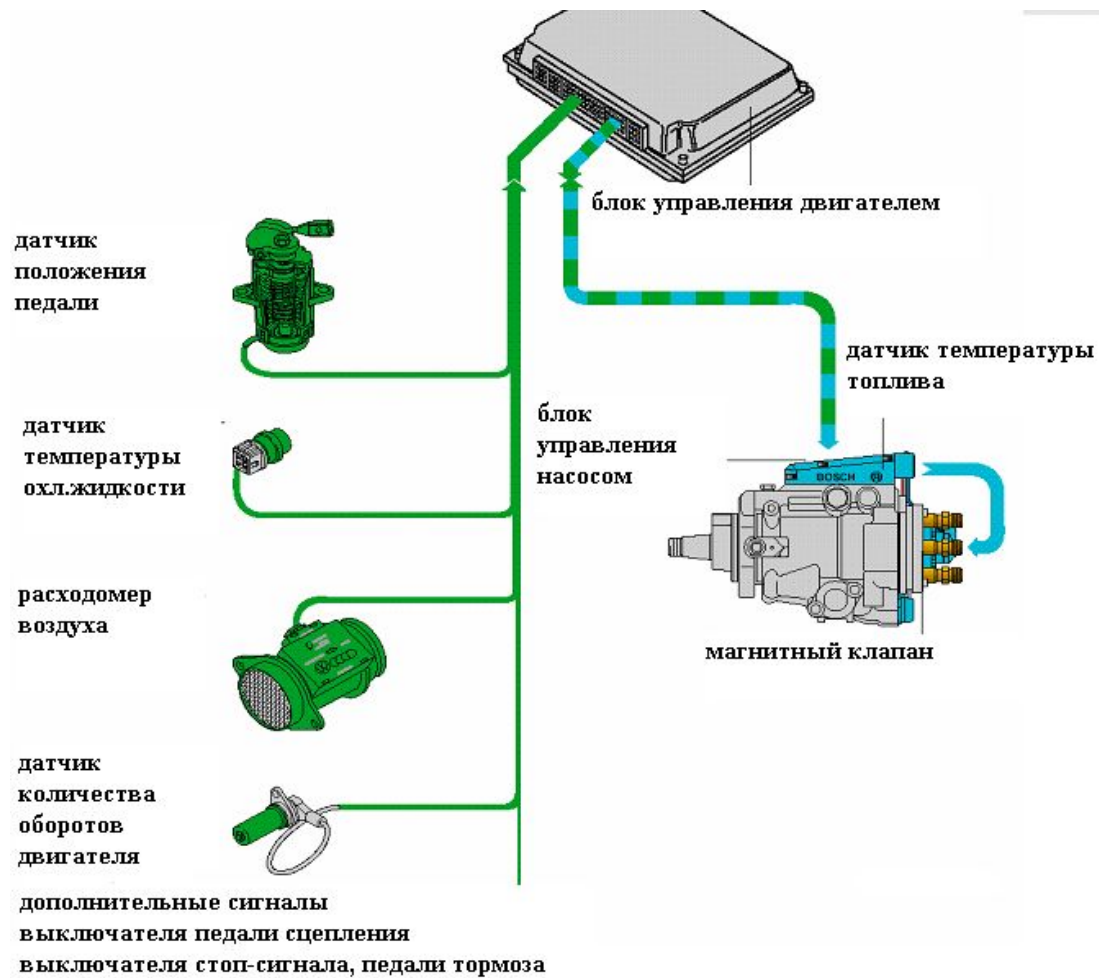 блок управления двигателем
датчик
положения
педали
датчик температуры
топлива
датчик
температуры
охл.жидкости
блок
управления
насосом
BOSCH
расходомер
воздуха
магнитный клапан
датчик
количества
оборотов
двигателя
дополнительные сигналы
выключателя педали сцепления
выключателя стоп-сигнала, педали тормоза